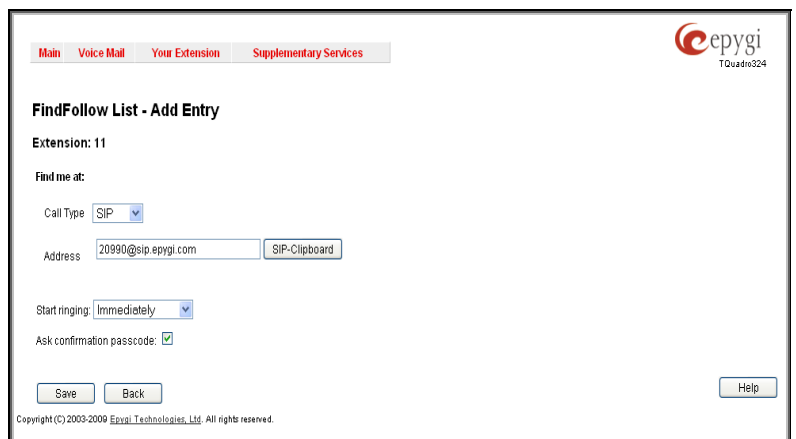 Main Voice Mail Your Extension Supplementary Services
epygi
TQuadro324
FindFollow List - Add Entry
Extension: 11
Find me at:
Call Type SIP
Address 20990@sip.epygi.com SIP-Clipboard
Start ringing: Immediately
Ask confirmation passcode:
Save Back
Help
Copyright (C) 2003-2009 Epygi Technologies, Ltd. All rights reserved.